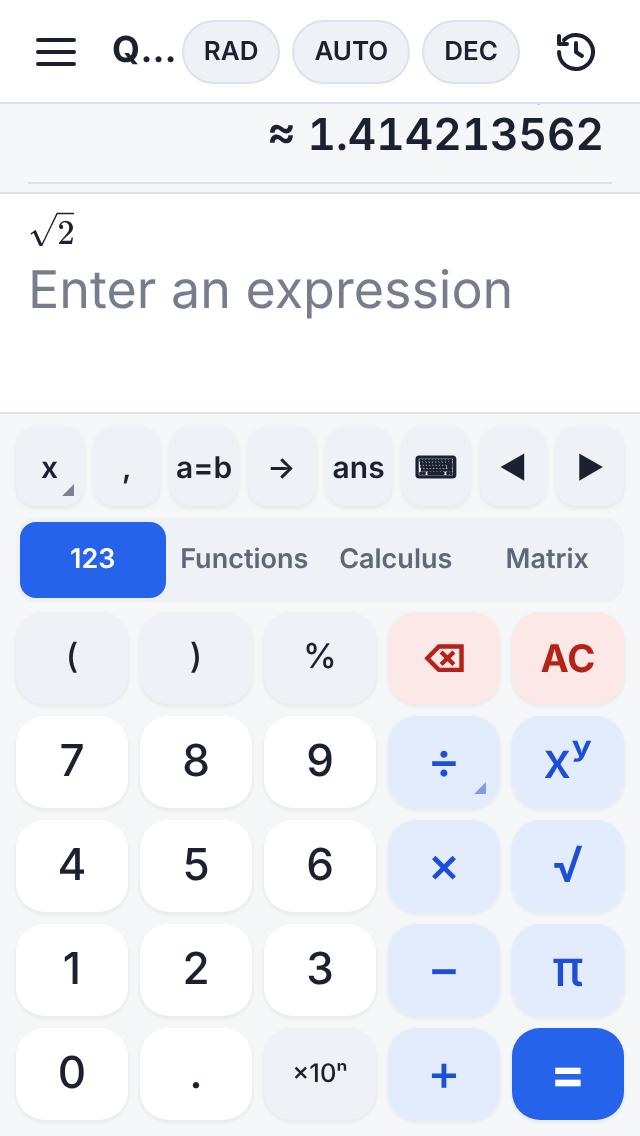 Q... RAD AUTO DEC
≈ 1.414213562
√2
Enter an expression
x , a=b → ans ⌨ ◀ ▶
123 Functions Calculus Matrix
( ) % ⌫ AC
7 8 9 ÷ xʸ
4 5 6 × √
1 2 3 − π
0 . ×10ⁿ + =